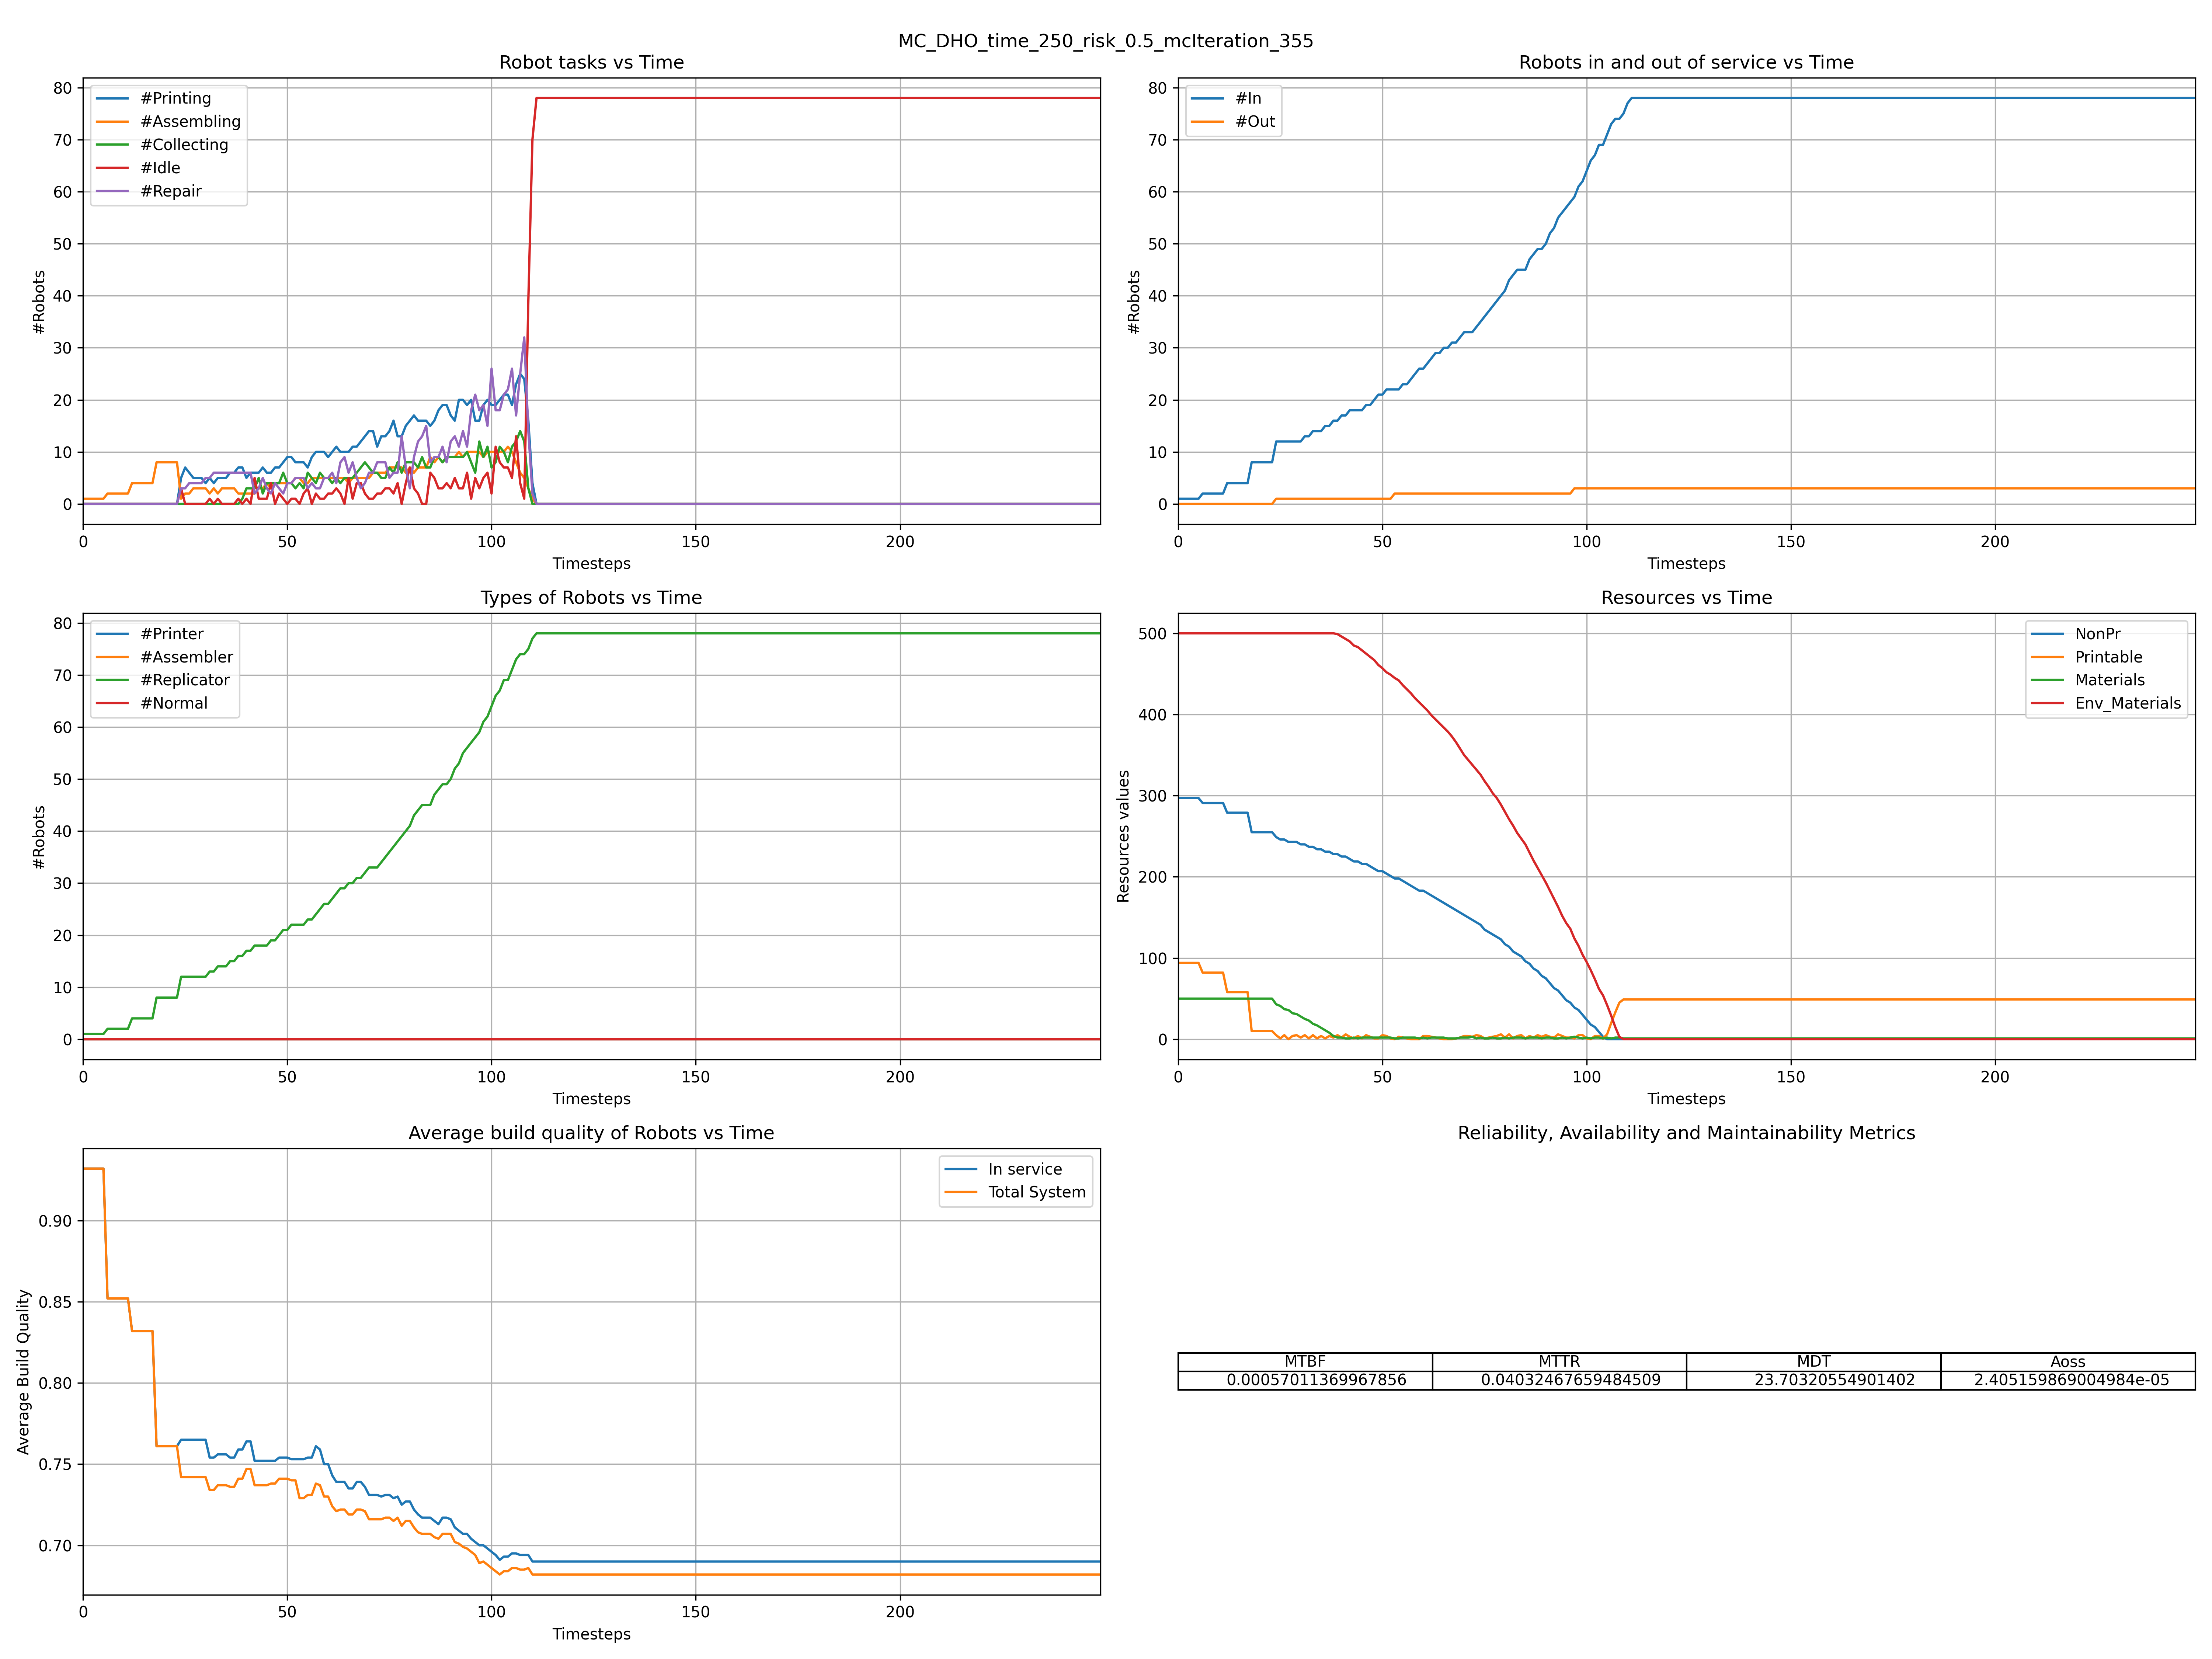 MC_DHO_time_250_risk_0.5_mcIteration_355
Robot tasks vs Time
#Robots
80
70
60
50
40
30
20
10
0
#Printing
#Assembling
#Collecting
#Idle
#Repair
0 50 100 150 200
Timesteps
Robots in and out of service vs Time
#Robots
80
70
60
50
40
30
20
10
0
#In
#Out
0 50 100 150 200
Timesteps
Types of Robots vs Time
#Robots
80
70
60
50
40
30
20
10
0
#Printer
#Assembler
#Replicator
#Normal
0 50 100 150 200
Timesteps
Resources vs Time
Resources values
500
400
300
200
100
0
NonPr
Printable
Materials
Env_Materials
0 50 100 150 200
Timesteps
Average build quality of Robots vs Time
Average Build Quality
0.90
0.85
0.80
0.75
0.70
In service
Total System
0 50 100 150 200
Timesteps
Reliability, Availability and Maintainability Metrics
MTBF MTTR MDT Aoss
0.00057011369967856 0.04032467659484509 23.70320554901402 2.405159869004984e-05